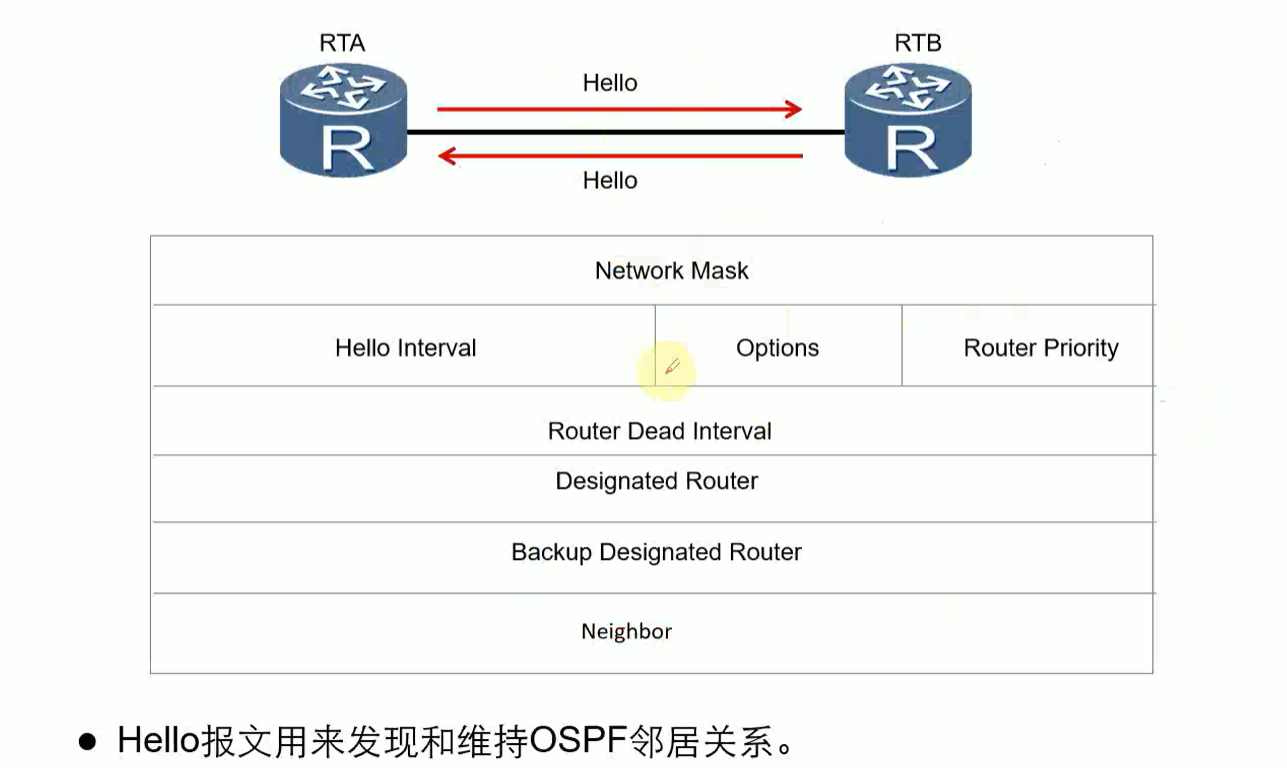 RTA
RTB
Hello
R
R
Hello
Network Mask
Hello Interval
Options
Router Priority
Router Dead Interval
Designated Router
Backup Designated Router
Neighbor
● Hello报文用来发现和维持OSPF邻居关系。